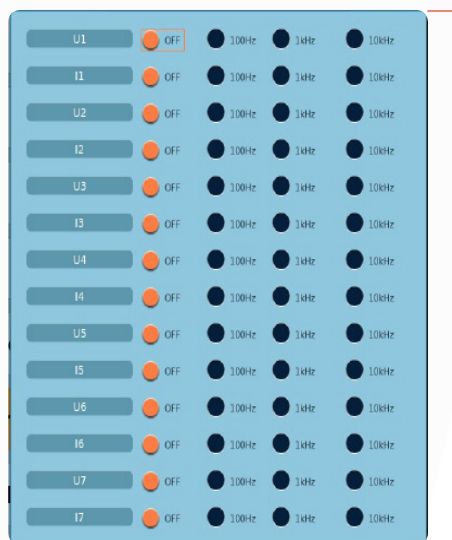 U1 OFF 100Hz 1kHz 10kHz
I1 OFF 100Hz 1kHz 10kHz
U2 OFF 100Hz 1kHz 10kHz
I2 OFF 100Hz 1kHz 10kHz
U3 OFF 100Hz 1kHz 10kHz
I3 OFF 100Hz 1kHz 10kHz
U4 OFF 100Hz 1kHz 10kHz
I4 OFF 100Hz 1kHz 10kHz
U5 OFF 100Hz 1kHz 10kHz
I5 OFF 100Hz 1kHz 10kHz
U6 OFF 100Hz 1kHz 10kHz
I6 OFF 100Hz 1kHz 10kHz
U7 OFF 100Hz 1kHz 10kHz
I7 OFF 100Hz 1kHz 10kHz